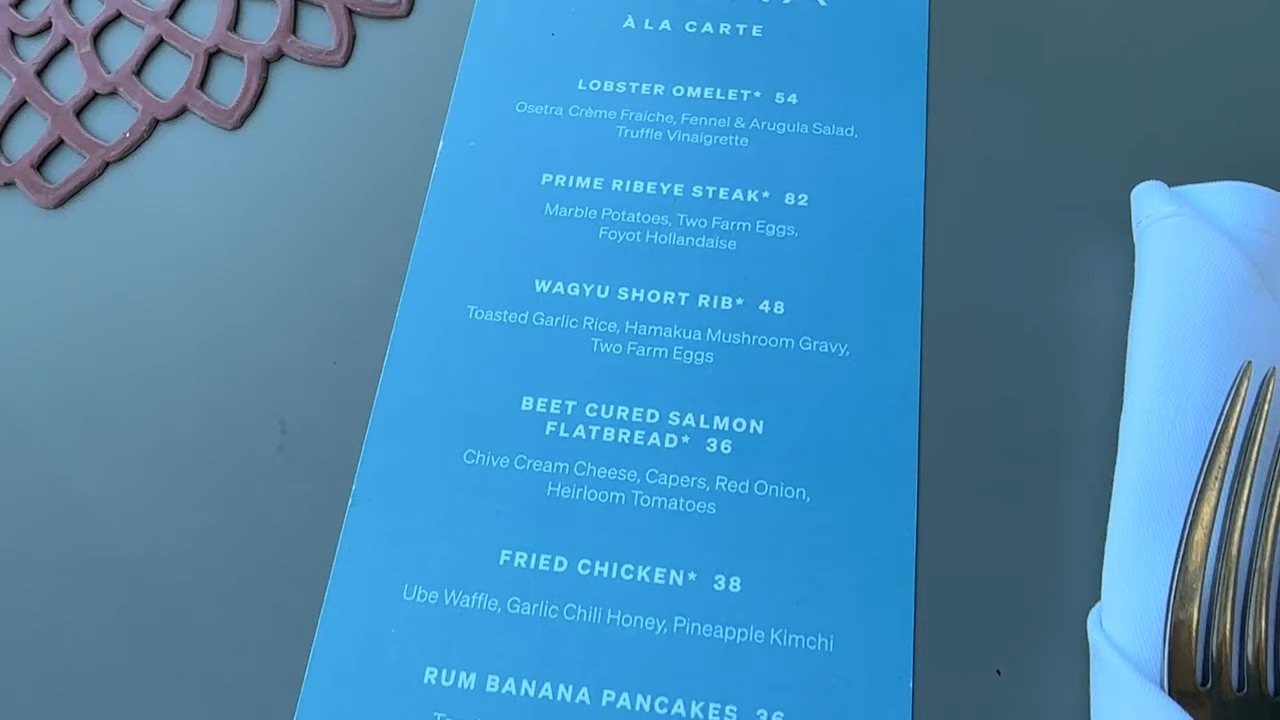 À LA CARTE
LOBSTER OMELET* 54
Osetra Crème Fraiche, Fennel & Arugula Salad,
Truffle Vinaigrette
PRIME RIBEYE STEAK* 82
Marble Potatoes, Two Farm Eggs,
Foyot Hollandaise
WAGYU SHORT RIB* 48
Toasted Garlic Rice, Hamakua Mushroom Gravy,
Two Farm Eggs
BEET CURED SALMON
FLATBREAD* 36
Chive Cream Cheese, Capers, Red Onion,
Heirloom Tomatoes
FRIED CHICKEN* 38
Ube Waffle, Garlic Chili Honey, Pineapple Kimchi
RUM BANANA PANCAKES 36